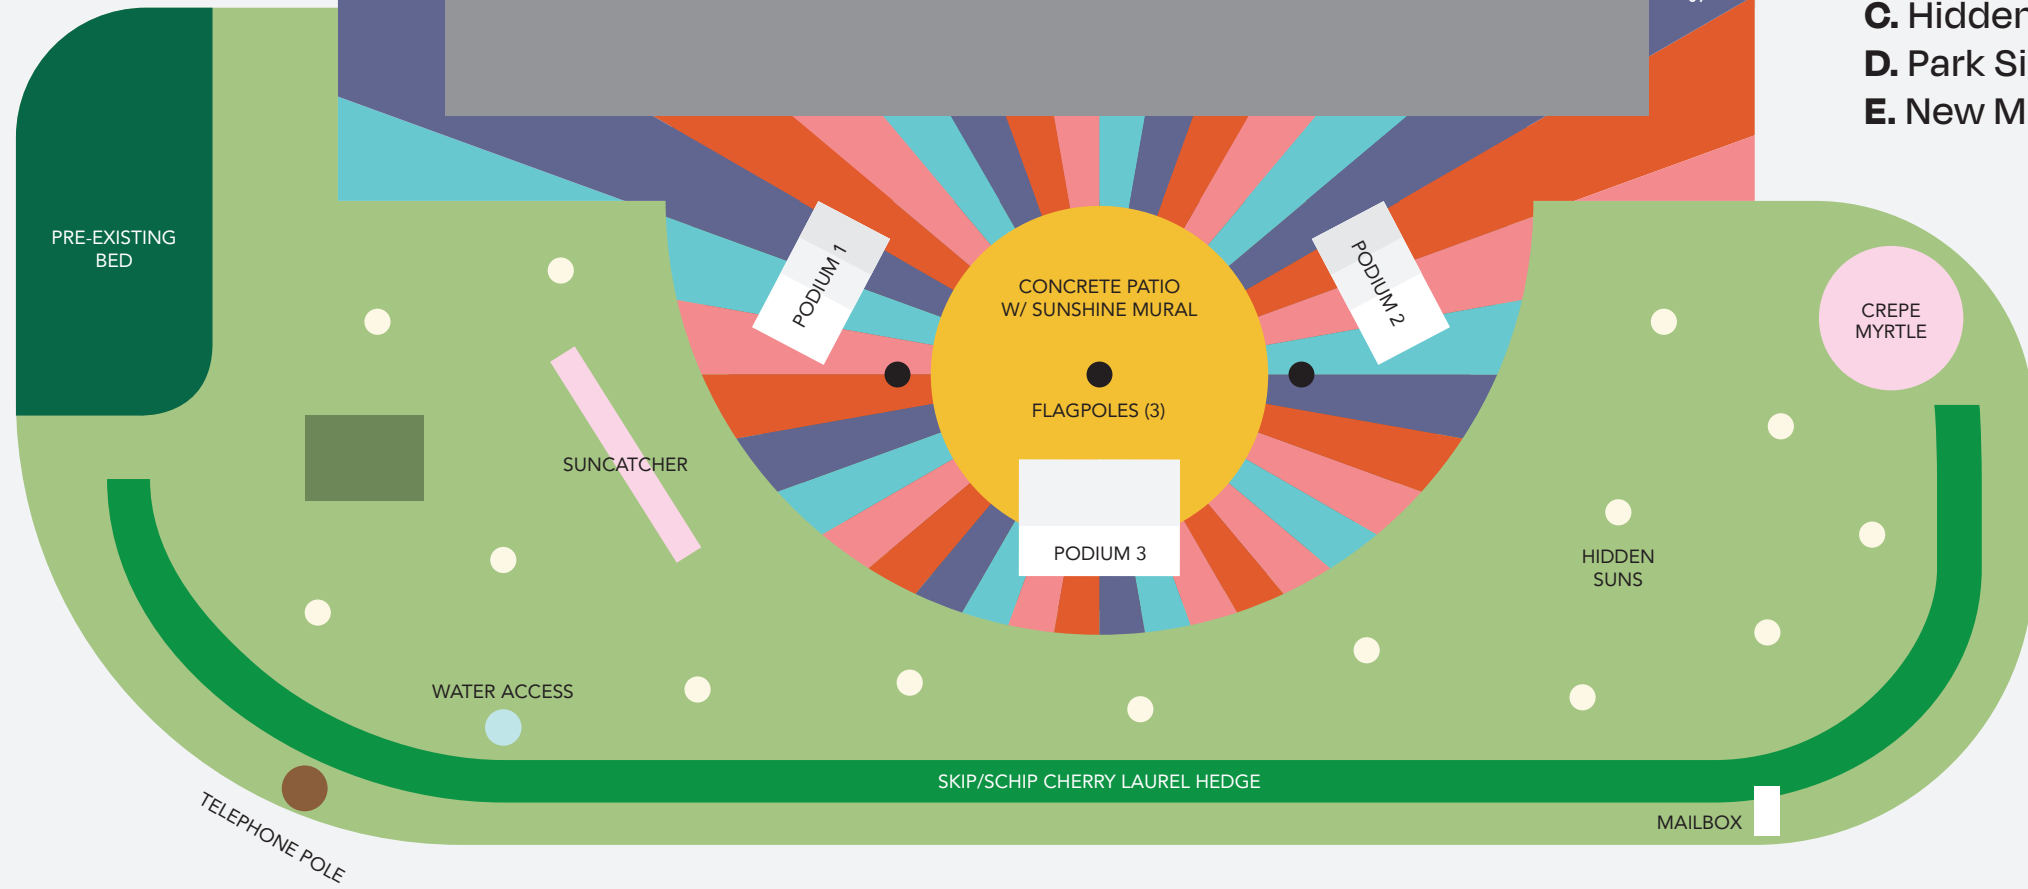 C. Hidden
D. Park Si
E. New M
PRE-EXISTING
BED
PODIUM 1
CONCRETE PATIO
W/ SUNSHINE MURAL
PODIUM 2
CREPE
MYRTLE
FLAGPOLES (3)
SUNCATCHER
PODIUM 3
HIDDEN
SUNS
WATER ACCESS
SKIP/SCHIP CHERRY LAUREL HEDGE
MAILBOX
TELEPHONE POLE